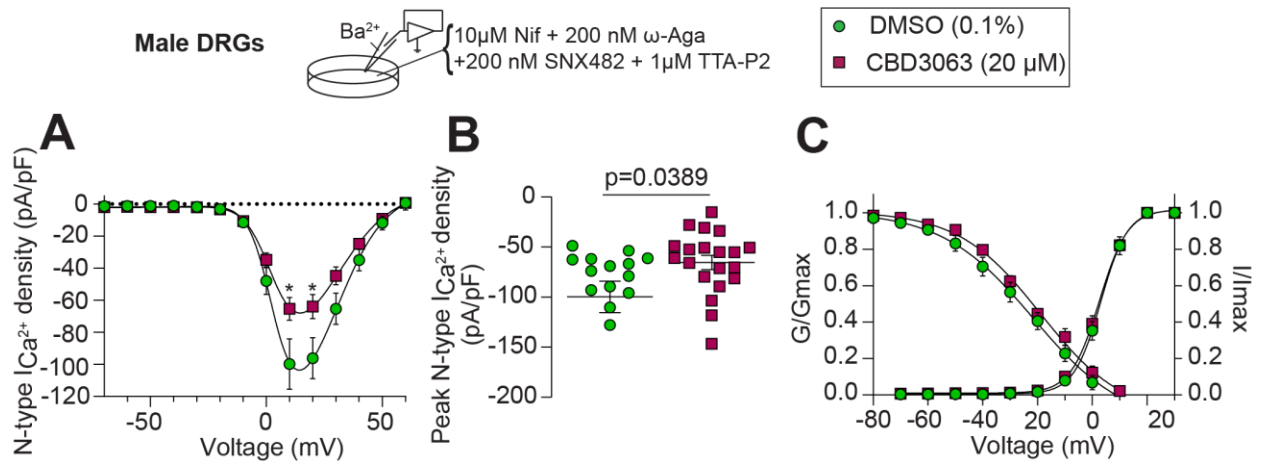 Male DRGs
Ba²⁺
10µM Nif + 200 nM ω-Aga
+200 nM SNX482 + 1µM TTA-P2
DMSO (0.1%)
CBD3063 (20 µM)
A
N-type ICa²⁺ density (pA/pF)
0
-20
-40
-60
-80
-100
-120
* *
-50 0 50
Voltage (mV)
B
Peak N-type ICa²⁺ density
(pA/pF)
p=0.0389
0
-50
-100
-150
-200
C
G/Gmax
1.0
0.8
0.6
0.4
0.2
0.0
-80 -60 -40 20 0 20
Voltage (mV)
1.0
0.8
0.6
0.4
0.2
0.0
I/Imax